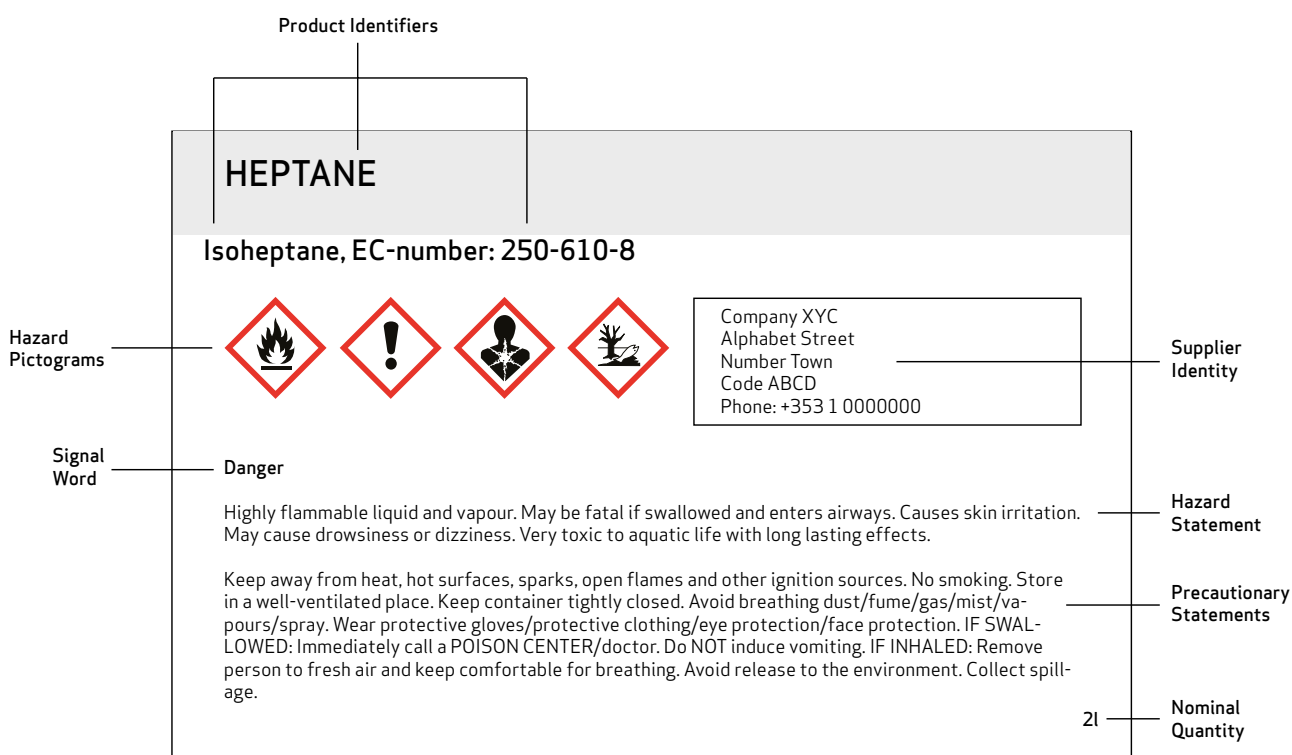 Product Identifiers
HEPTANE
Isoheptane, EC-number: 250-610-8
Hazard
Pictograms
Company XYC
Alphabet Street
Number Town
Code ABCD
Phone: +353 1 0000000
Supplier
Identity
Signal
Word
Danger
Highly flammable liquid and vapour. May be fatal if swallowed and enters airways. Causes skin irritation.
May cause drowsiness or dizziness. Very toxic to aquatic life with long lasting effects.
Hazard
Statement
Keep away from heat, hot surfaces, sparks, open flames and other ignition sources. No smoking. Store
in a well-ventilated place. Keep container tightly closed. Avoid breathing dust/fume/gas/mist/va-
pours/spray. Wear protective gloves/protective clothing/eye protection/face protection. IF SWAL-
LOWED: Immediately call a POISON CENTER/doctor. Do NOT induce vomiting. IF INHALED: Remove
person to fresh air and keep comfortable for breathing. Avoid release to the environment. Collect spill-
age.
Precautionary
Statements
2l
Nominal
Quantity